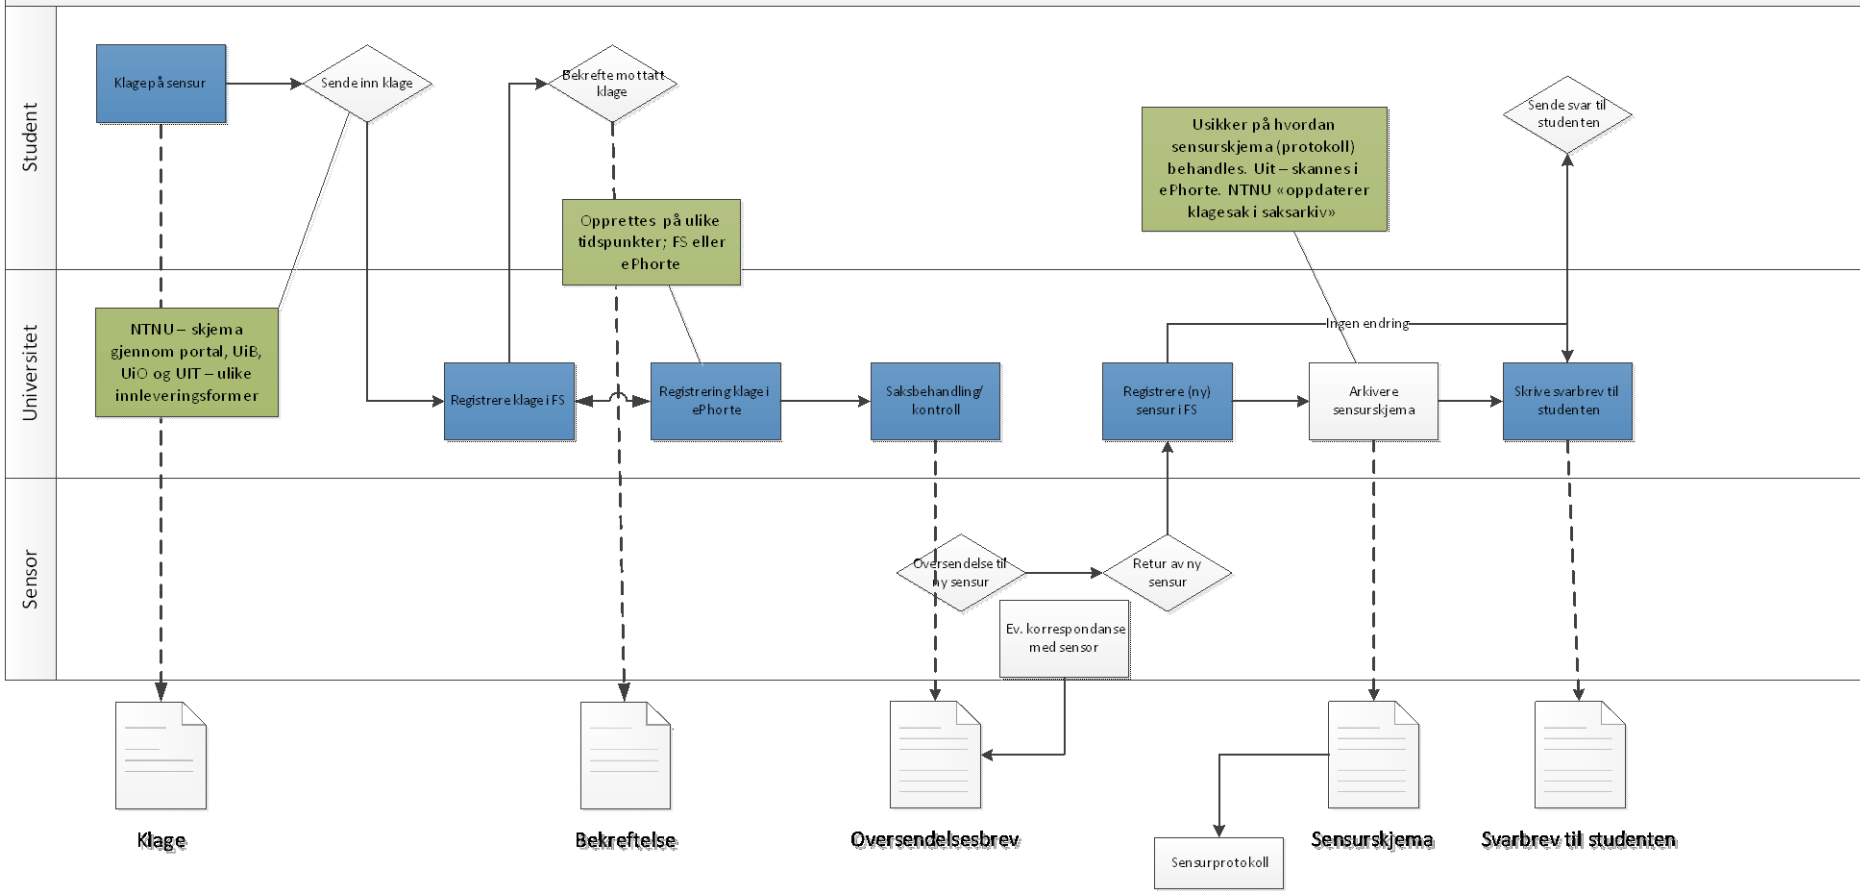 Student
Klage på sensur
Sende inn klage
Bekrefte mottatt
klage
Usikker på hvordan
sensurskjema (protokoll)
behandles. Uit – skannes i
ePhorte. NTNU «oppdaterer
klagesak i saksarkiv»
Sende svar til
studenten
Opprettes på ulike
tidspunkter; FS eller
ePhorte
Universitet
NTNU – skjema
gjennom portal, UiB,
UiO og UIT – ulike
innleveringsformer
Ingen endring
Registrere klage i FS
Registrering klage i
ePhorte
Saksbehandling/
kontroll
Registrere (ny)
sensur i FS
Arkivere
sensurskjema
Skrive svarbrev til
studenten
Sensor
Oversendelse til
ny sensur
Retur av ny
sensur
Ev. korrespondanse
med sensor
Klage
Bekreftelse
Oversendelsesbrev
Sensurskjema
Svarbrev til studenten
Sensurprotokoll